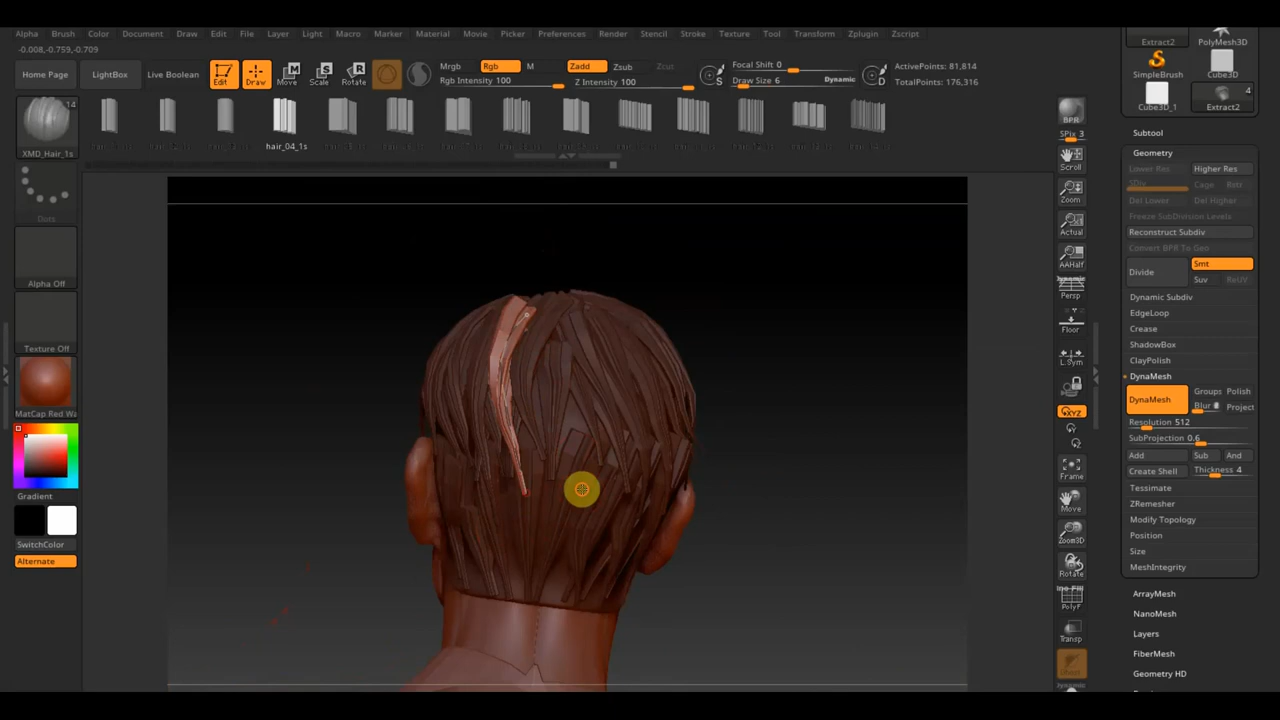 Alpha Brush Color Document Draw Edit File Layer Light Macro Marker Material Movie Picker Preferences Render Stencil Stroke Texture Tool Transform Zplugin Zscript
-0.008,-0.759,-0.709
Home Page LightBox Live Boolean Edit Draw Move Scale Rotate
Mrgb Rgb M Zadd Zsub Zcut
Rgb Intensity 100 Z Intensity 100
Focal Shift 0
Draw Size 6 Dynamic
S D
ActivePoints: 81,814
TotalPoints: 176,316
14
XMD_Hair_1s
hair_04_1s
Dots
Alpha Off
Texture Off
MatCap Red Wa
Gradient
SwitchColor
Alternate
BPR
SPix 3
Scroll
Zoom
Actual
AAHalf
Dynamic
Persp
Floor
L.Sym
XYZ
Frame
Move
Zoom3D
Rotate
Line Fill
PolyF
Transp
Dynamic
Extract2 PolyMesh3D
SimpleBrush Cube3D
4
Cube3D_1 Extract2
Subtool
Geometry
Lower Res Higher Res
SDiv Cage Rstr
Del Lower Del Higher
Freeze SubDivision Levels
Reconstruct Subdiv
Convert BPR To Geo
Divide Smt
Suv ReUV
Dynamic Subdiv
EdgeLoop
Crease
ShadowBox
ClayPolish
DynaMesh
DynaMesh Groups Polish
Blur Project
Resolution 512
SubProjection 0.6
Add Sub And
Create Shell Thickness 4
Tessimate
ZRemesher
Modify Topology
Position
Size
MeshIntegrity
ArrayMesh
NanoMesh
Layers
FiberMesh
Geometry HD